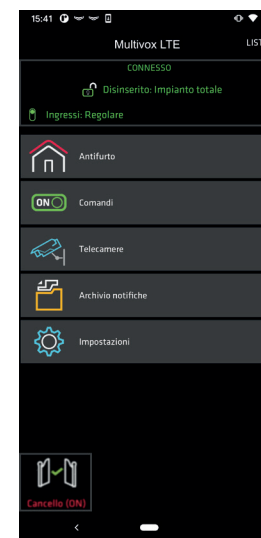 15:41
Multivox LTE
LIST
CONNESSO
Disinserito: Impianto totale
Ingressi: Regolare
Antifurto
ON
Comandi
Telecamere
Archivio notifiche
Impostazioni
Cancello (ON)